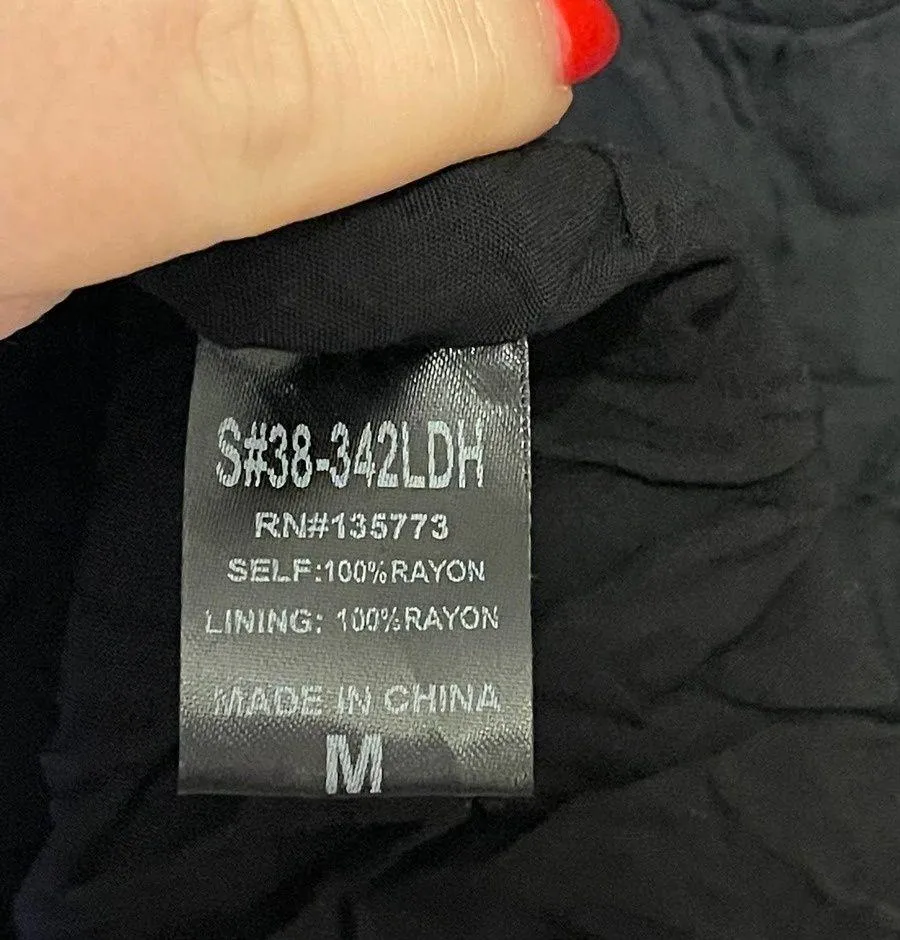 S#38-342LDH
RN#135773
SELF:100%RAYON
LINING: 100%RAYON
MADE IN CHINA
M